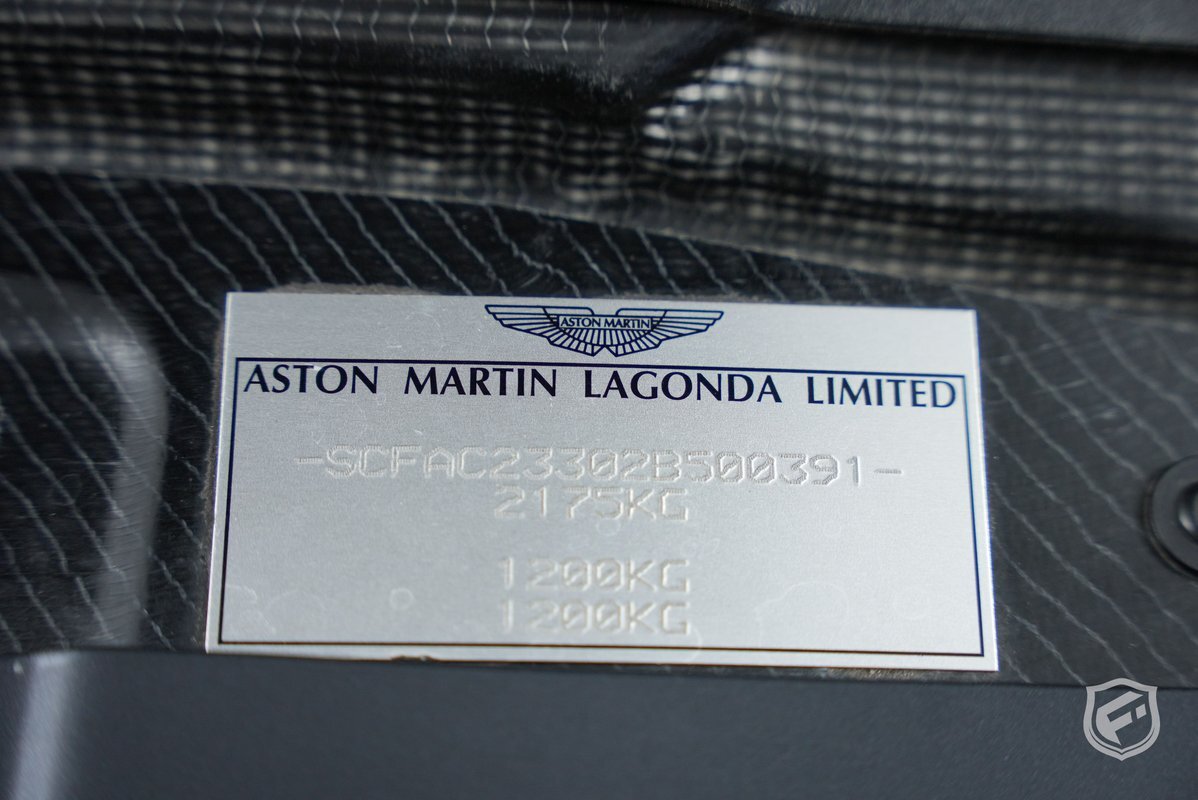 ASTON MARTIN
ASTON MARTIN LAGONDA LIMITED
-SCFAC23302B500391-
2175KG
1200KG
1200KG